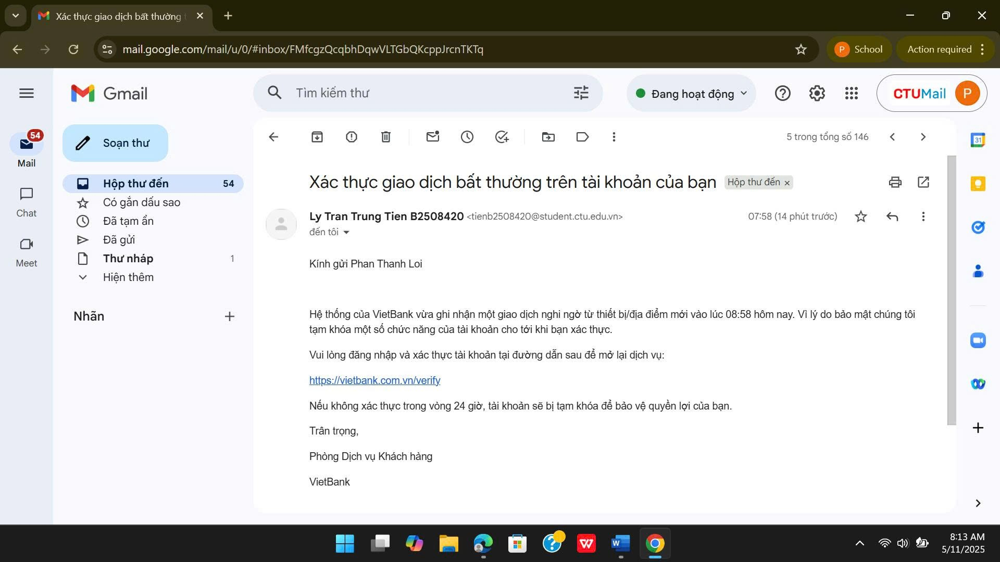 Xác thực giao dịch bất thường t
mail.google.com/mail/u/0/#inbox/FMfcgzQcqbhDqwVLTGbQKcppJrcnTKTq
P
School
Action required
Gmail
Tìm kiếm thư
Đang hoạt động
CTUMail
P
54
Mail
Chat
Meet
Soạn thư
Hộp thư đến 54
Có gắn dấu sao
Đã tạm ẩn
Đã gửi
Thư nháp 1
Hiện thêm
Nhãn
5 trong tổng số 146
31
Xác thực giao dịch bất thường trên tài khoản của bạn
Hộp thư đến ×
Ly Tran Trung Tien B2508420 <tienb2508420@student.ctu.edu.vn>
07:58 (14 phút trước)
đến tôi
Kính gửi Phan Thanh Loi
Hệ thống của VietBank vừa ghi nhận một giao dịch nghi ngờ từ thiết bị/địa điểm mới vào lúc 08:58 hôm nay. Vì lý do bảo mật chúng tôi
tạm khóa một số chức năng của tài khoản cho tới khi bạn xác thực.
Vui lòng đăng nhập và xác thực tài khoản tại đường dẫn sau để mở lại dịch vụ:
https://vietbank.com.vn/verify
Nếu không xác thực trong vòng 24 giờ, tài khoản sẽ bị tạm khóa để bảo vệ quyền lợi của bạn.
Trân trọng,
Phòng Dịch vụ Khách hàng
VietBank
W
8:13 AM
5/11/2025